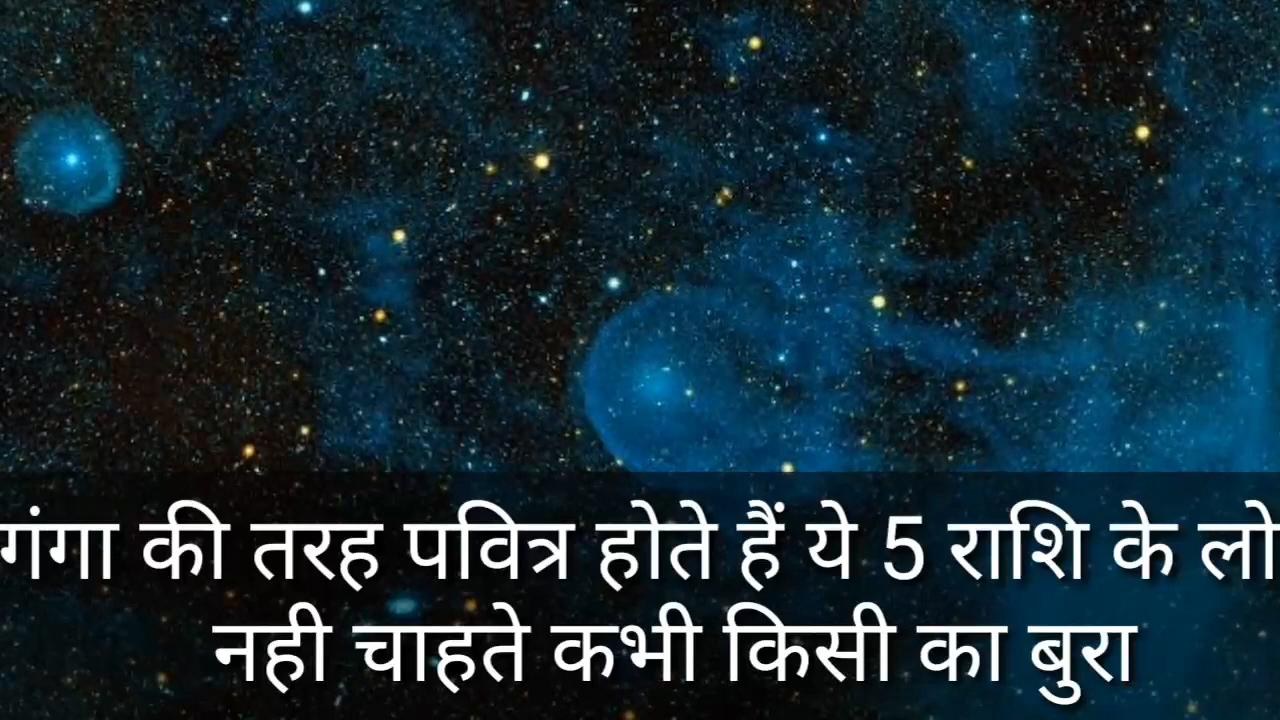 गंगा की तरह पवित्र होते हैं ये 5 राशि के लो
नही चाहते कभी किसी का बुरा